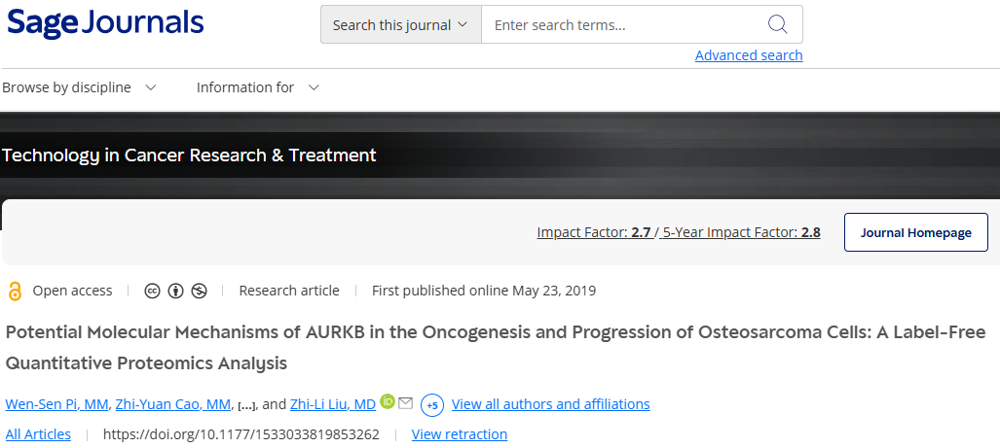 Sage Journals
Search this journal
Enter search terms...
Advanced search
Browse by discipline
Information for
Technology in Cancer Research & Treatment
Impact Factor: 2.7 / 5-Year Impact Factor: 2.8
Journal Homepage
Open access
cc
Research article
First published online May 23, 2019
Potential Molecular Mechanisms of AURKB in the Oncogenesis and Progression of Osteosarcoma Cells: A Label-Free
Quantitative Proteomics Analysis
Wen-Sen Pi, MM, Zhi-Yuan Cao, MM, [...], and Zhi-Li Liu, MD iD +5 View all authors and affiliations
All Articles
https://doi.org/10.1177/1533033819853262
View retraction